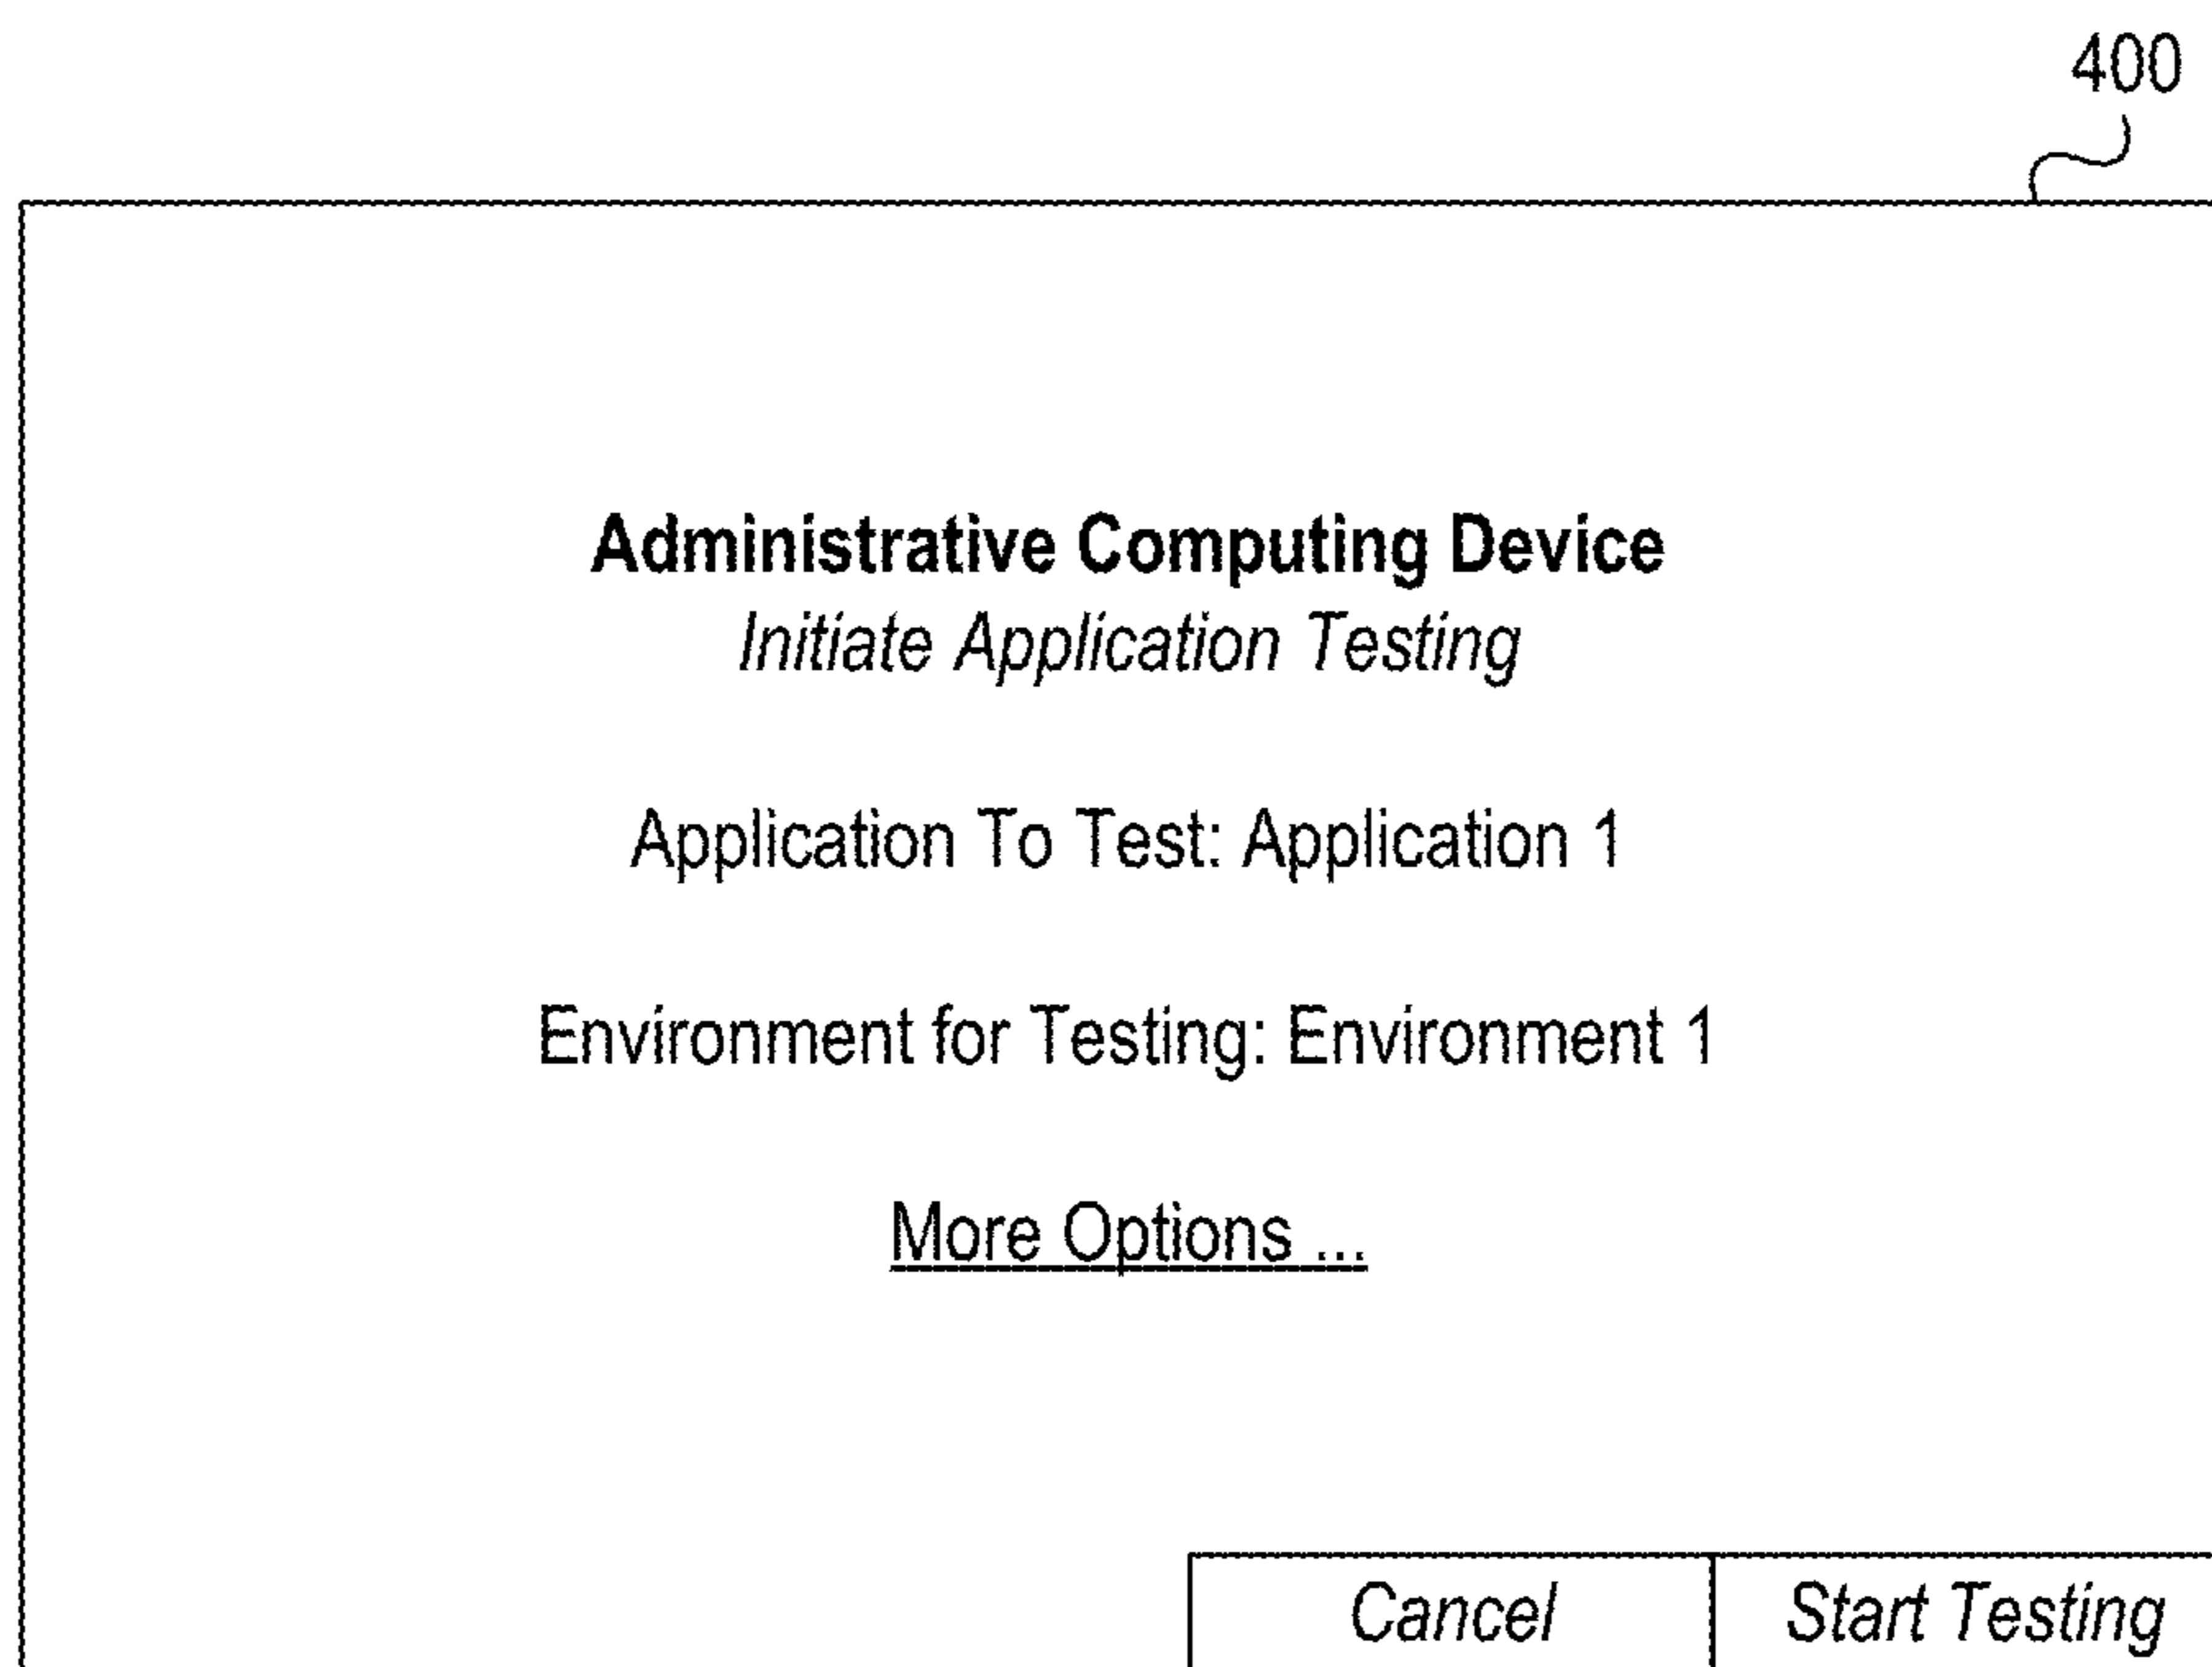 400
Administrative Computing Device
Initiate Application Testing
Application To Test: Application 1
Environment for Testing: Environment 1
More Options ...
Cancel
Start Testing